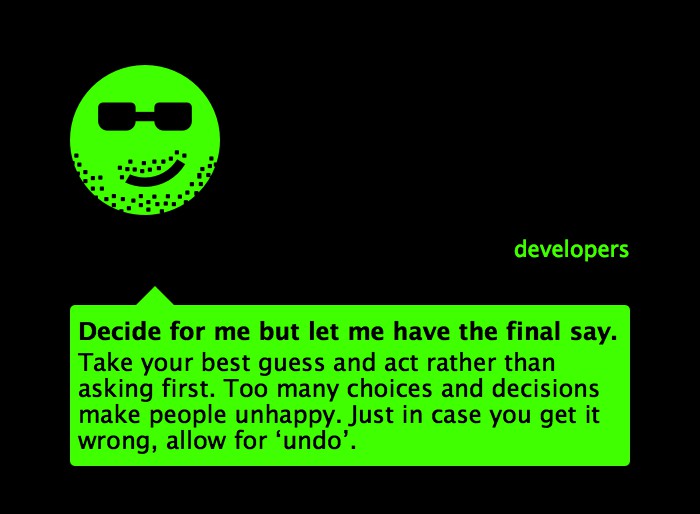 developers
Decide for me but let me have the final say.
Take your best guess and act rather than
asking first. Too many choices and decisions
make people unhappy. Just in case you get it
wrong, allow for ‘undo’.